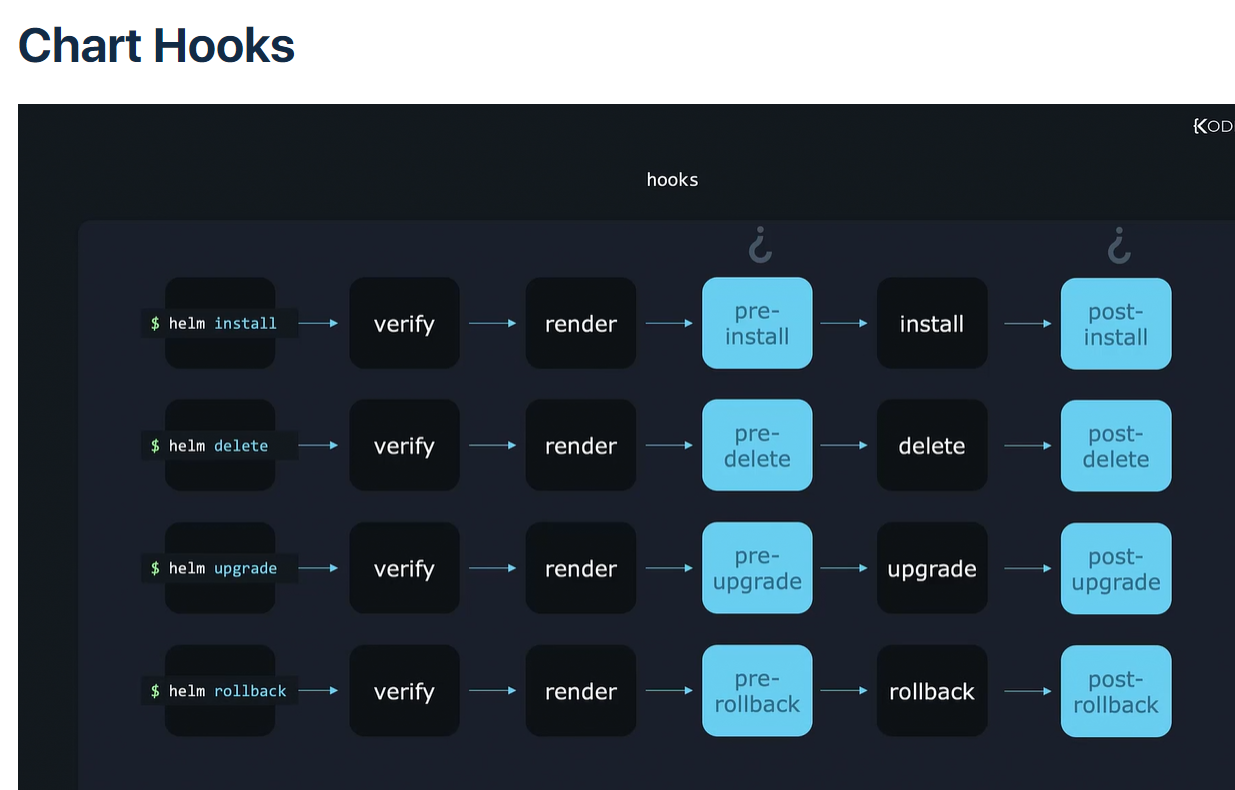 Chart Hooks
KOD
hooks
$ helm install
verify
render
pre-
install
install
post-
install
$ helm delete
verify
render
pre-
delete
delete
post-
delete
$ helm upgrade
verify
render
pre-
upgrade
upgrade
post-
upgrade
$ helm rollback
verify
render
pre-
rollback
rollback
post-
rollback